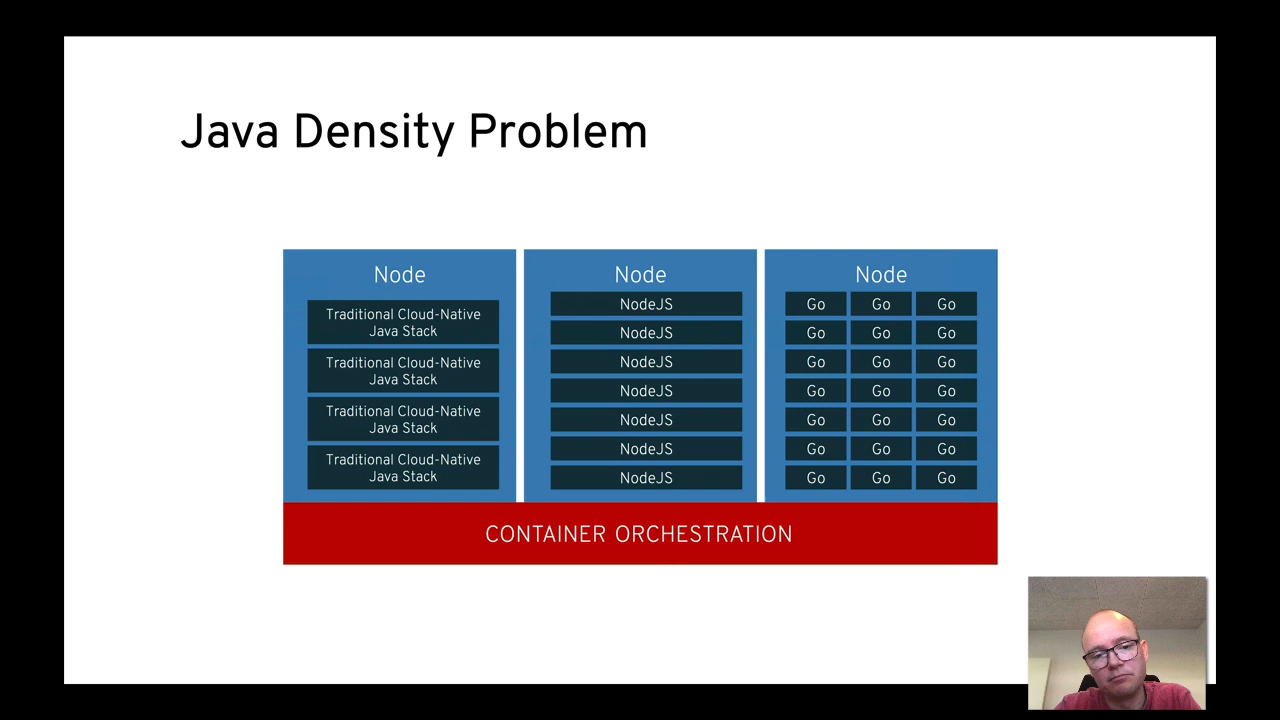 Java Density Problem
Node
Traditional Cloud-Native
Java Stack
Traditional Cloud-Native
Java Stack
Traditional Cloud-Native
Java Stack
Traditional Cloud-Native
Java Stack
Node
NodeJS
NodeJS
NodeJS
NodeJS
NodeJS
NodeJS
NodeJS
Node
Go Go Go
Go Go Go
Go Go Go
Go Go Go
Go Go Go
Go Go Go
Go Go Go
CONTAINER ORCHESTRATION